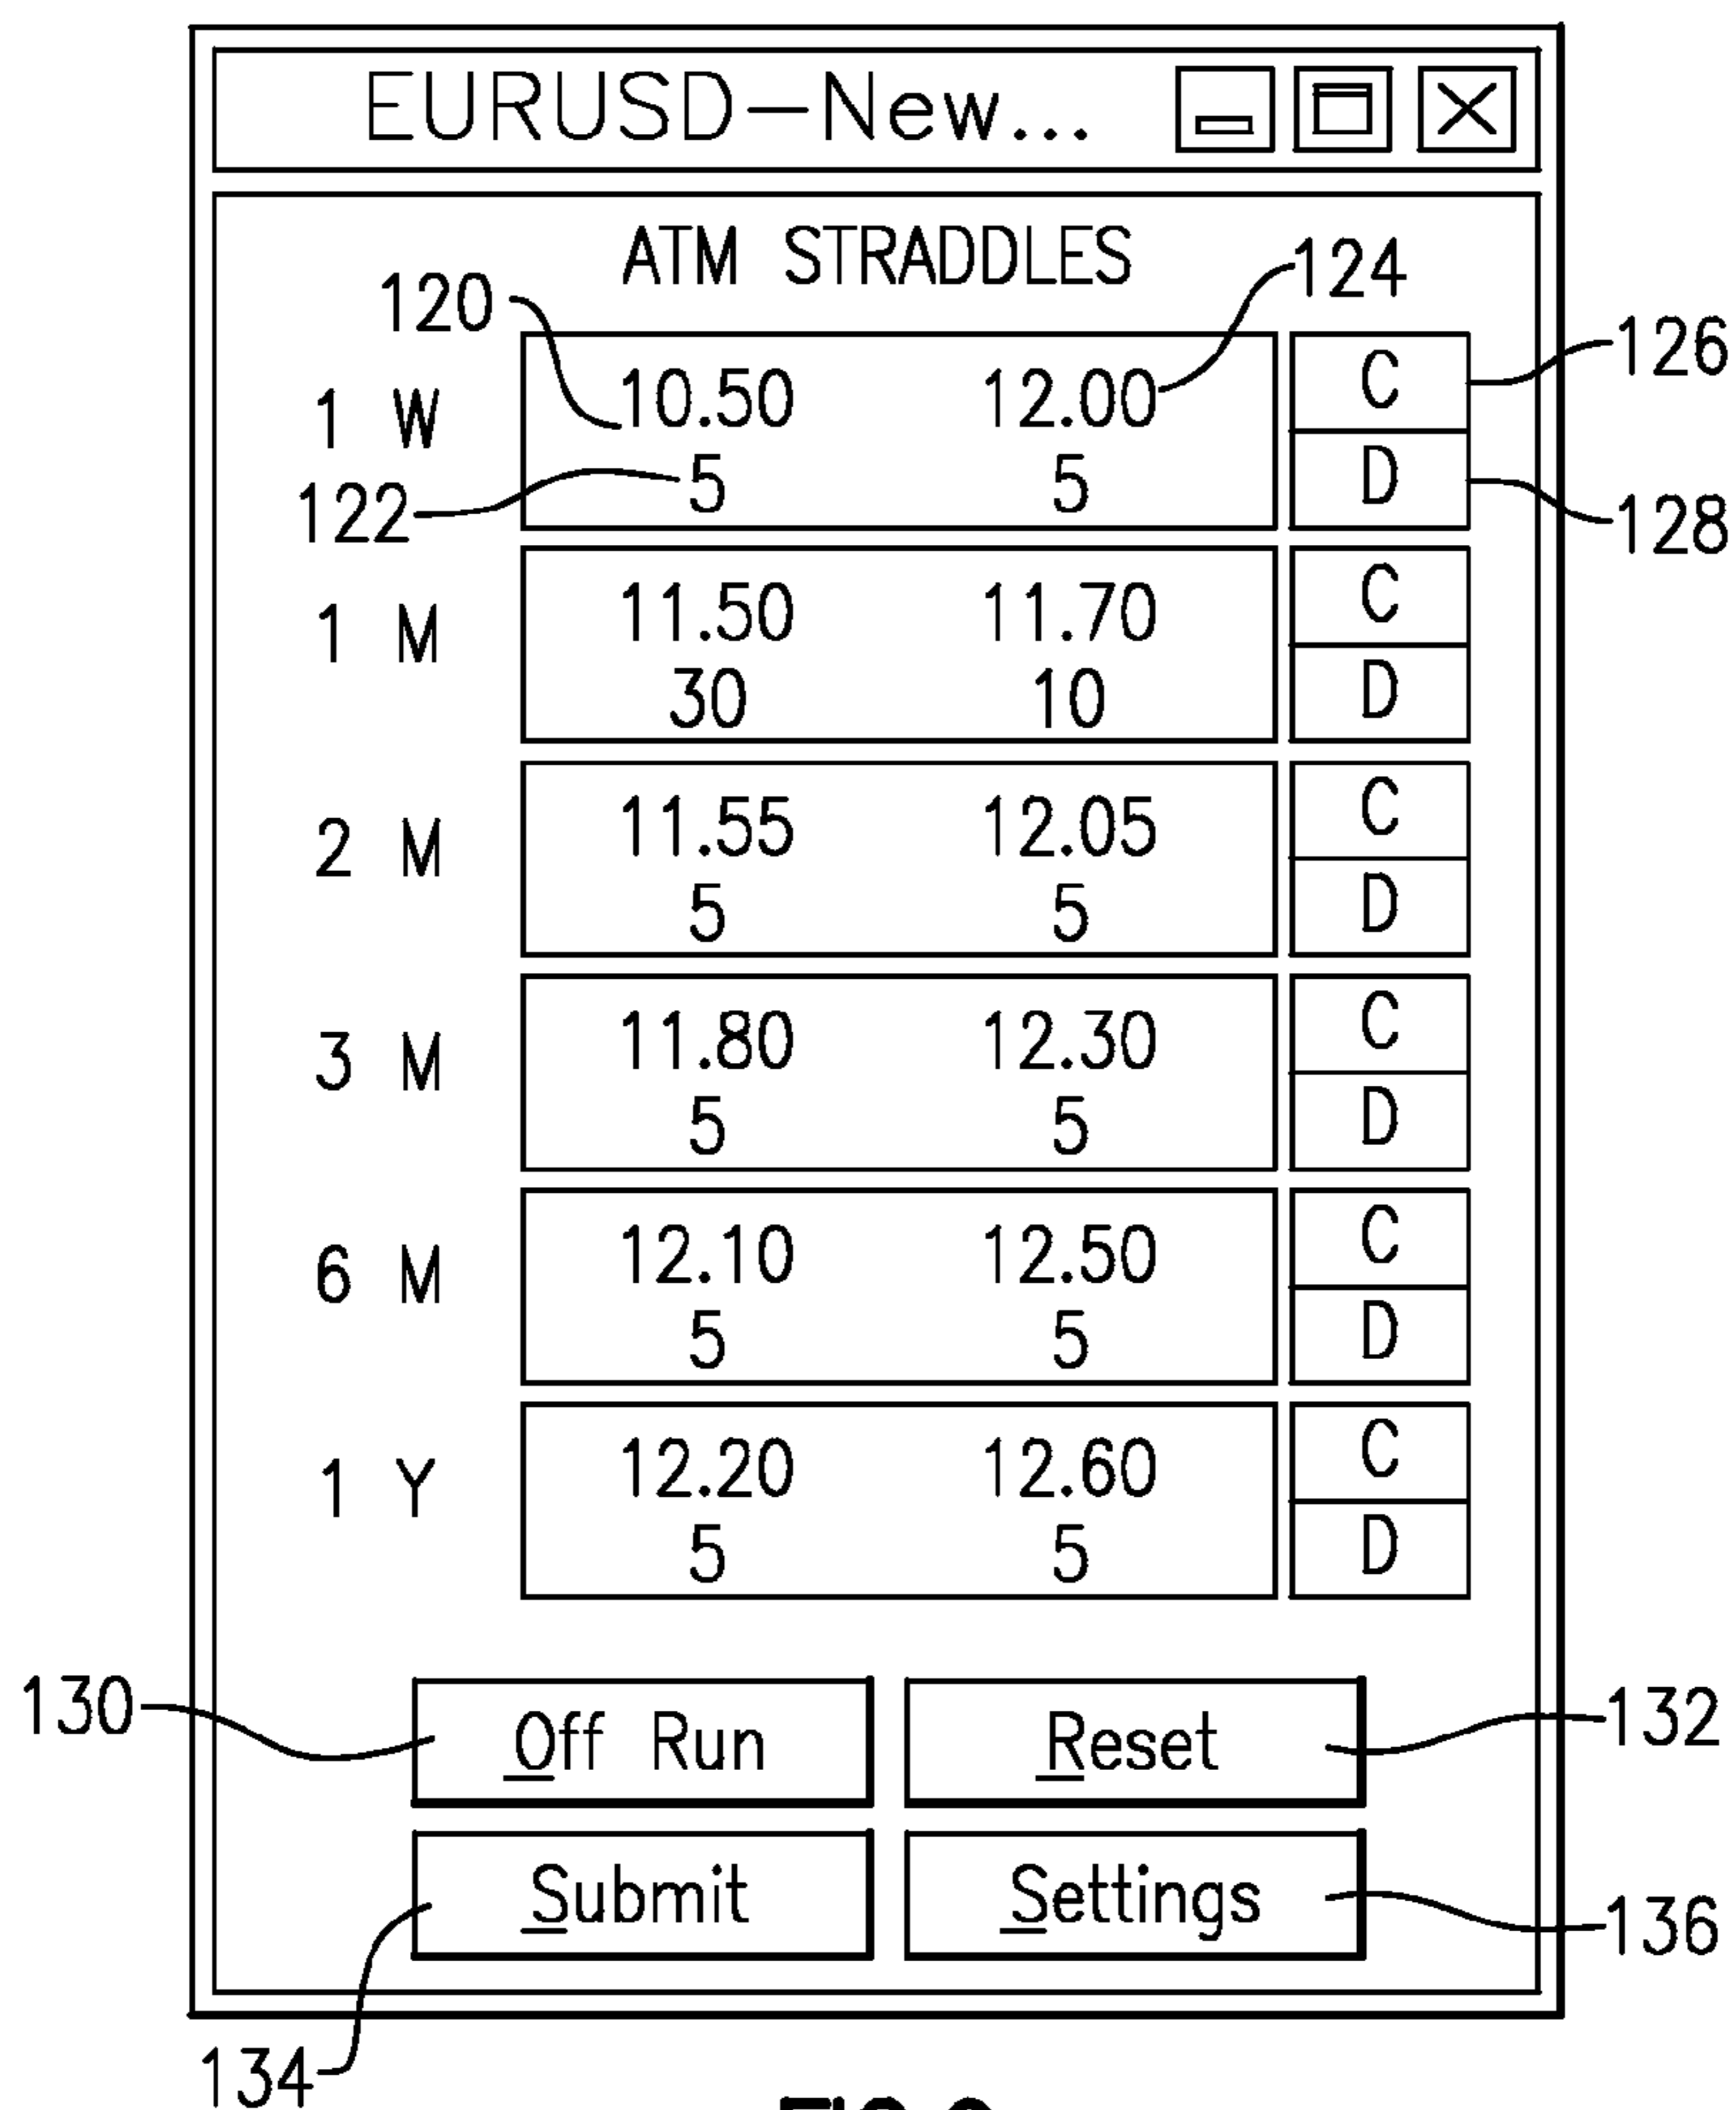 EURUSD-New...
ATM STRADDLES
120
124
126
1 W
10.50 12.00 C
122
5 5 D
128
1 M
11.50 11.70 C
30 10 D
2 M
11.55 12.05 C
5 5 D
3 M
11.80 12.30 C
5 5 D
6 M
12.10 12.50 C
5 5 D
1 Y
12.20 12.60 C
5 5 D
130
Off Run Reset
132
Submit Settings
136
134